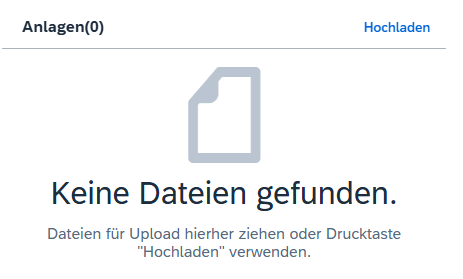 Anlagen(0)
Hochladen
Keine Dateien gefunden.
Dateien für Upload hierher ziehen oder Drucktaste
"Hochladen" verwenden.